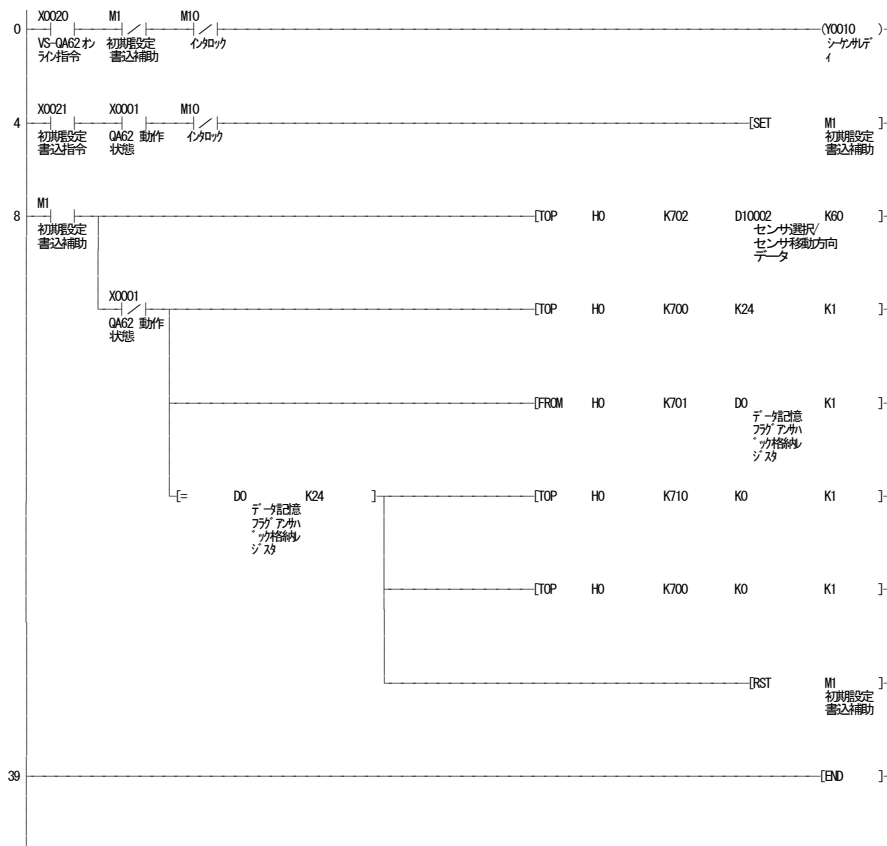 X0020 M1 M10
0 (Y0010 )
VS-QA62オン 初期設定 インタロック シーケンサレデ
ライン指令 書込補助 ィ
X0021 X0001 M10
4 [SET M1 ]
初期設定 QA62 動作 インタロック 初期設定
書込指令 状態 書込補助
M1
8 [TOP H0 K702 D10002 K60 ]
初期設定 センサ選択/
書込補助 センサ移動方向
データ
X0001
[TOP H0 K700 K24 K1 ]
QA62 動作
状態
[FROM H0 K701 D0 K1 ]
データ記憶
フラグアンサバ
ック格納レ
ジスタ
[= D0 K24 ] [TOP H0 K710 K0 K1 ]
データ記憶
フラグアンサバ
ック格納レ
ジスタ
[TOP H0 K700 K0 K1 ]
[RST M1 ]
初期設定
書込補助
39 [END ]